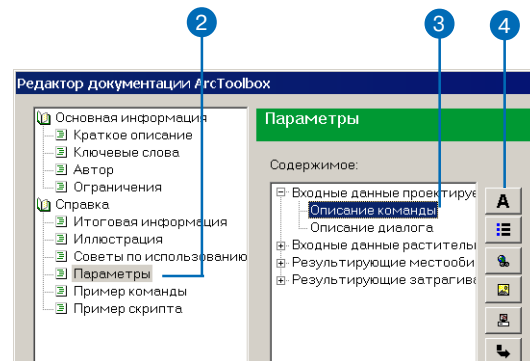 2 3 4
Редактор документации ArcToolbox
Основная информация
Краткое описание
Ключевые слова
Автор
Ограничения
Справка
Итоговая информация
Иллюстрация
Советы по использованию
Параметры
Пример команды
Пример скрипта
Параметры
Содержимое:
Входные данные проектируе
Описание команды
Описание диалога
Входные данные раститель
Результирующие местооби
Результирующие затрагив
A